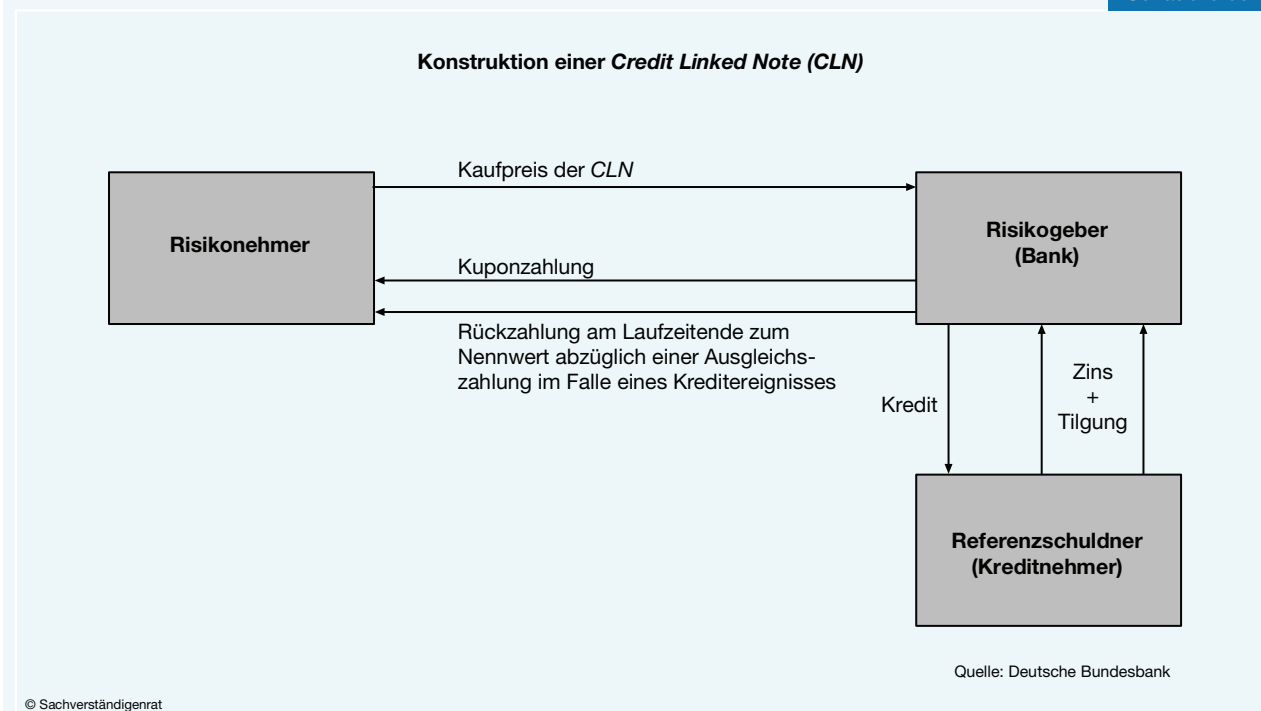 Konstruktion einer Credit Linked Note (CLN)
Kaufpreis der CLN
Risikonehmer
Risikogeber
(Bank)
Kuponzahlung
Rückzahlung am Laufzeitende zum
Nennwert abzüglich einer Ausgleichs-
zahlung im Falle eines Kreditereignisses
Kredit
Zins
+
Tilgung
Referenzschuldner
(Kreditnehmer)
Quelle: Deutsche Bundesbank
© Sachverständigenrat